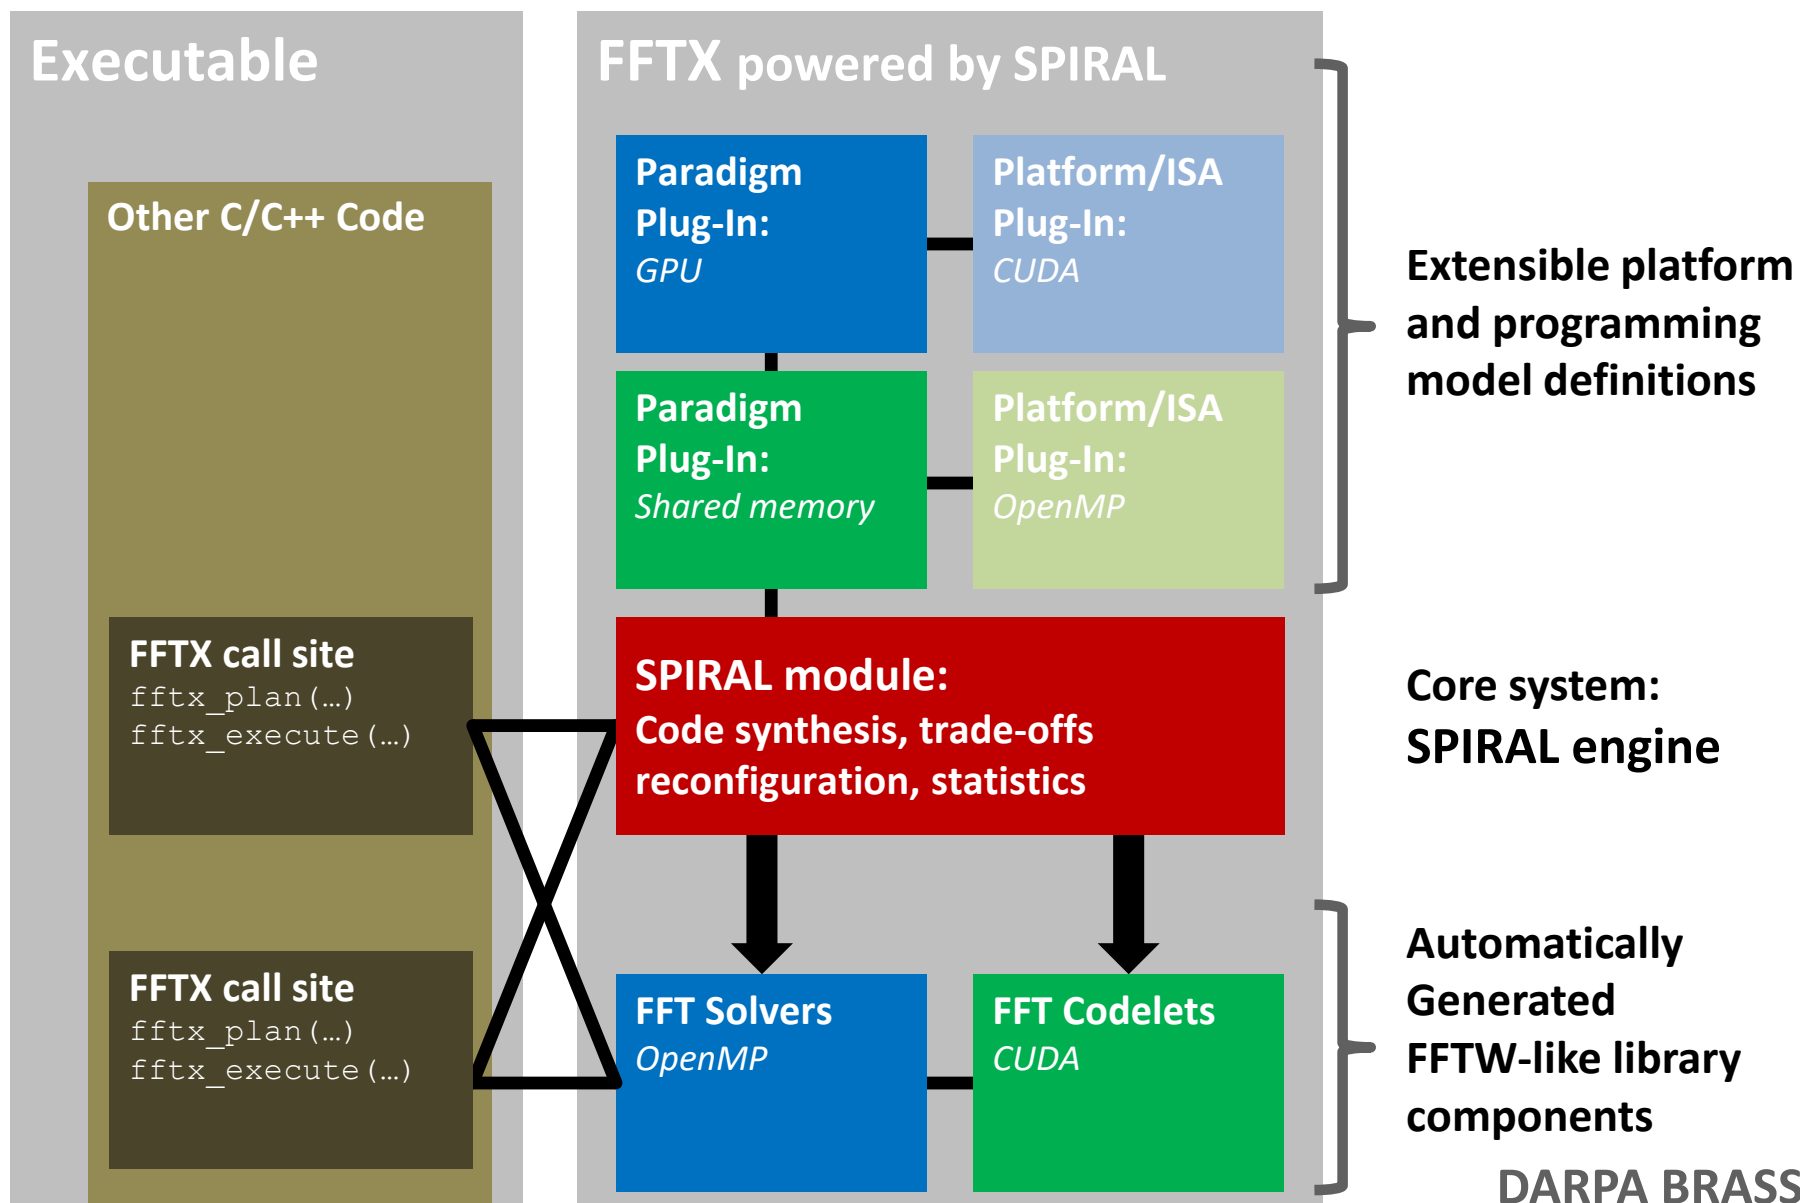 Executable
Other C/C++ Code
FFTX call site
fftx_plan(…)
fftx_execute(…)
FFTX call site
fftx_plan(…)
fftx_execute(…)
FFTX powered by SPIRAL
Paradigm
Plug-In:
GPU
Platform/ISA
Plug-In:
CUDA
Paradigm
Plug-In:
Shared memory
Platform/ISA
Plug-In:
OpenMP
SPIRAL module:
Code synthesis, trade-offs
reconfiguration, statistics
FFT Solvers
OpenMP
FFT Codelets
CUDA
Extensible platform
and programming
model definitions
Core system:
SPIRAL engine
Automatically
Generated
FFTW-like library
components
DARPA BRASS